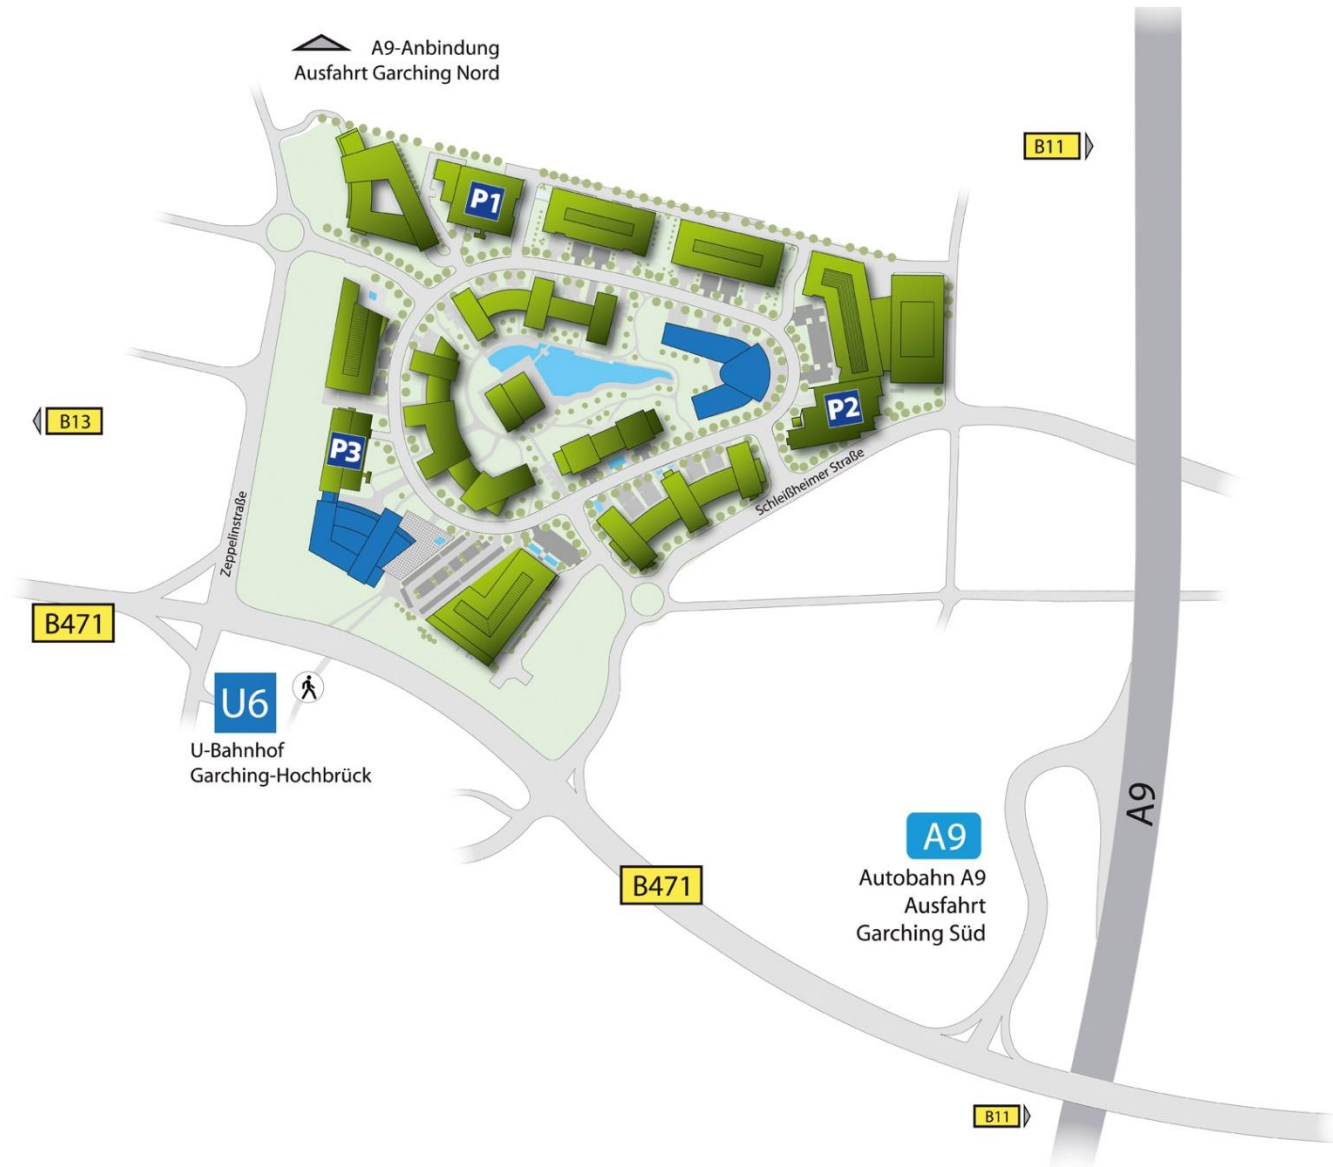 A9-Anbindung
Ausfahrt Garching Nord
B11
P1
B13
P2
P3
Schleißheimer Straße
Zeppelinstraße
B471
U6
U-Bahnhof
Garching-Hochbrück
A9
A9
Autobahn A9
Ausfahrt
Garching Süd
B471
B11